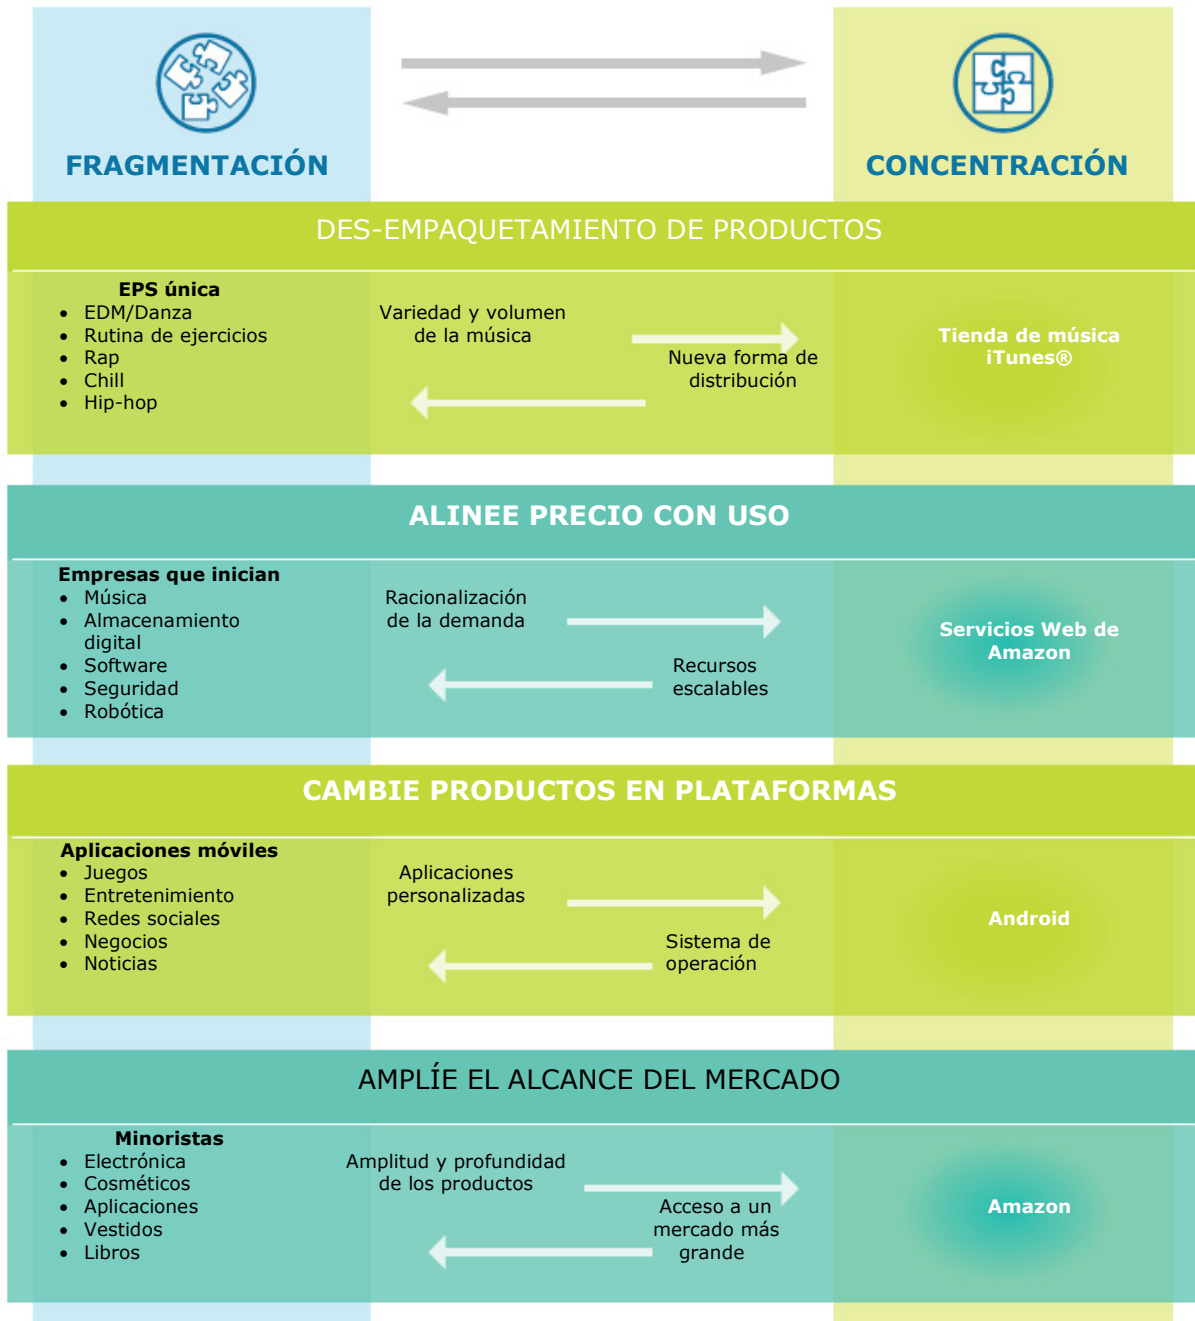 FRAGMENTACIÓN
CONCENTRACIÓN
DES-EMPAQUETAMIENTO DE PRODUCTOS
EPS única
• EDM/Danza
• Rutina de ejercicios
• Rap
• Chill
• Hip-hop
Variedad y volumen
de la música
Nueva forma de
distribución
Tienda de música
iTunes®
ALINEE PRECIO CON USO
Empresas que inician
• Música
• Almacenamiento
digital
• Software
• Seguridad
• Robótica
Racionalización
de la demanda
Recursos
escalables
Servicios Web de
Amazon
CAMBIE PRODUCTOS EN PLATAFORMAS
Aplicaciones móviles
• Juegos
• Entretenimiento
• Redes sociales
• Negocios
• Noticias
Aplicaciones
personalizadas
Sistema de
operación
Android
AMPLÍE EL ALCANCE DEL MERCADO
Minoristas
• Electrónica
• Cosméticos
• Aplicaciones
• Vestidos
• Libros
Amplitud y profundidad
de los productos
Acceso a un
mercado más
grande
Amazon